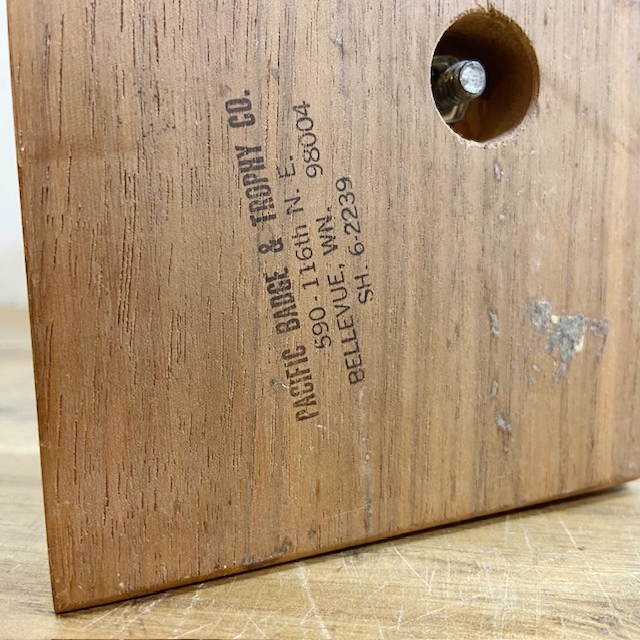 PACIFIC BADGE & TROPHY CO.
590 - 116th N. E.
BELLEVUE, WN. 98004
SH. 6-2239